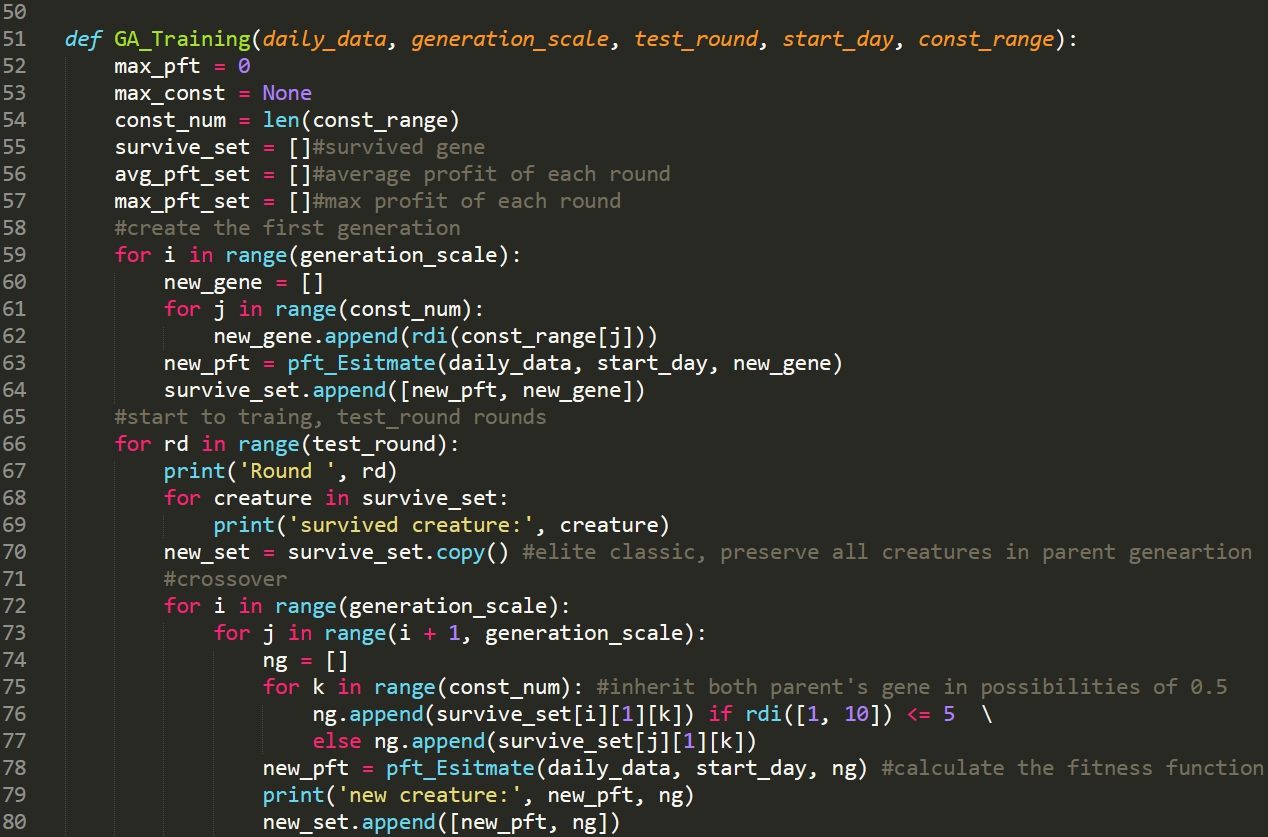 50
51 def GA_Training(daily_data, generation_scale, test_round, start_day, const_range):
52 max_pft = 0
53 max_const = None
54 const_num = len(const_range)
55 survive_set = []#survived gene
56 avg_pft_set = []#average profit of each round
57 max_pft_set = []#max profit of each round
58 #create the first generation
59 for i in range(generation_scale):
60 new_gene = []
61 for j in range(const_num):
62 new_gene.append(rdi(const_range[j]))
63 new_pft = pft_Esitmate(daily_data, start_day, new_gene)
64 survive_set.append([new_pft, new_gene])
65 #start to traing, test_round rounds
66 for rd in range(test_round):
67 print('Round ', rd)
68 for creature in survive_set:
69 print('survived creature:', creature)
70 new_set = survive_set.copy() #elite classic, preserve all creatures in parent geneartion
71 #crossover
72 for i in range(generation_scale):
73 for j in range(i + 1, generation_scale):
74 ng = []
75 for k in range(const_num): #inherit both parent's gene in possibilities of 0.5
76 ng.append(survive_set[i][1][k]) if rdi([1, 10]) <= 5 \
77 else ng.append(survive_set[j][1][k])
78 new_pft = pft_Esitmate(daily_data, start_day, ng) #calculate the fitness function
79 print('new creature:', new_pft, ng)
80 new_set.append([new_pft, ng])